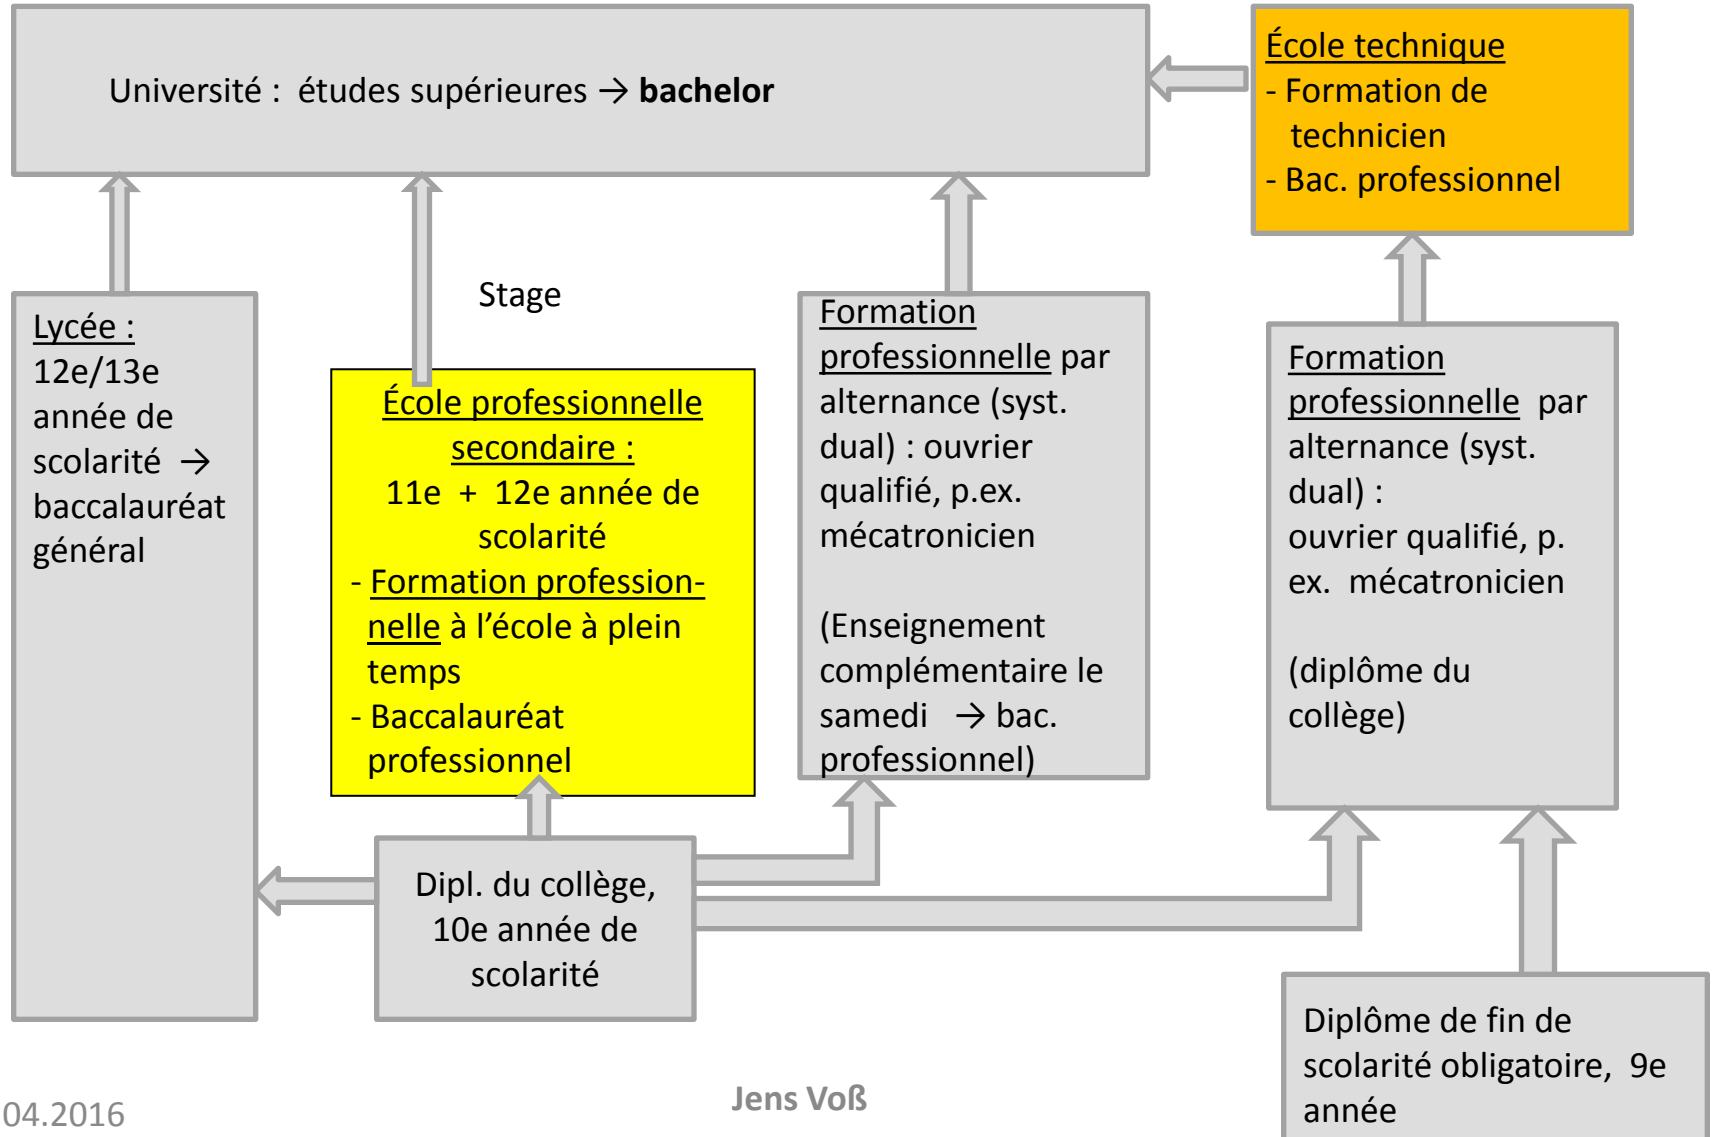 Université : études supérieures → bachelor
École technique
- Formation de
technicien
- Bac. professionnel
Stage
Lycée :
12e/13e
année de
scolarité →
baccalauréat
général
École professionnelle
secondaire :
11e + 12e année de
scolarité
- Formation profession-
nelle à l’école à plein
temps
- Baccalauréat
professionnel
Formation
professionnelle par
alternance (syst.
dual) : ouvrier
qualifié, p.ex.
mécatronicien
(Enseignement
complémentaire le
samedi → bac.
professionnel)
Formation
professionnelle par
alternance (syst.
dual) :
ouvrier qualifié, p.
ex. mécatronicien
(diplôme du
collège)
Dipl. du collège,
10e année de
scolarité
Diplôme de fin de
scolarité obligatoire, 9e
année
04.2016
Jens Voß